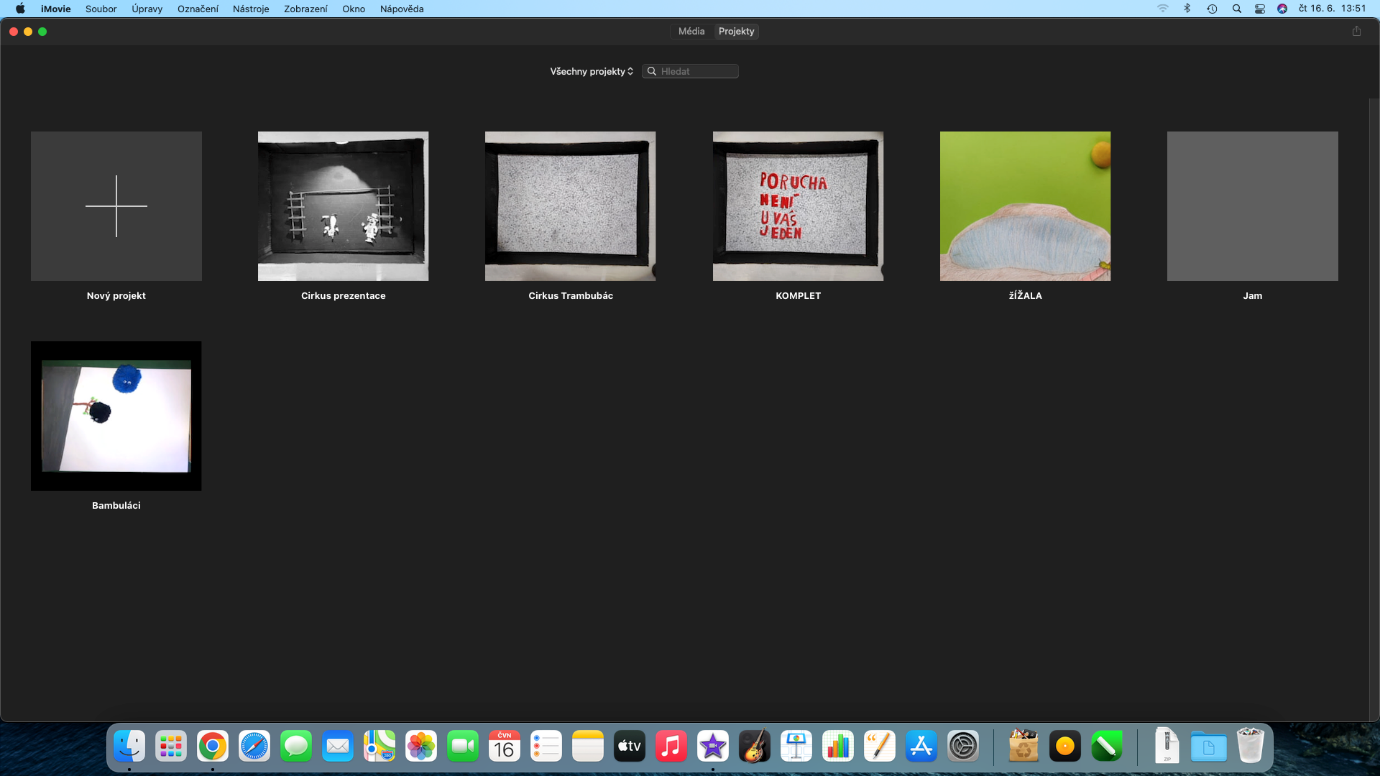 iMovie Soubor Úpravy Označení Nástroje Zobrazení Okno Nápověda čt 16. 6. 13:51
Média Projekty
Všechny projekty Hledat
PORUCHA
NENÍ
U VÁS
JEDEN
Nový projekt Cirkus prezentace Cirkus Trambubác KOMPLET žÍŽALA Jam
Bambuláci
ČVN
16
tv
ZIP